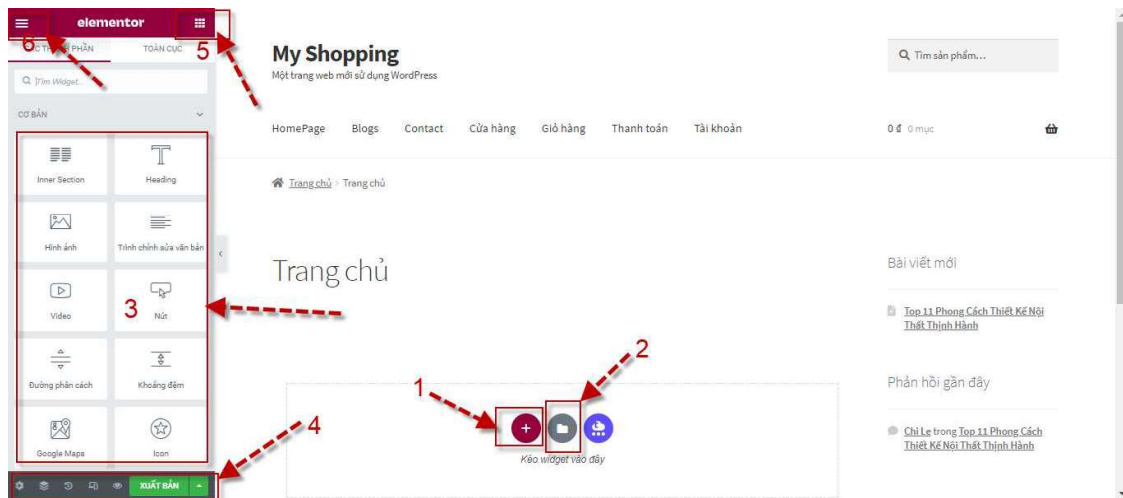 elementor
6
5
PHẦN
TOÀN CỤC
Tìm Widget...
CƠ BẢN
Inner Section
Heading
Hình ảnh
Trình chỉnh sửa văn bản
Video
3
Nút
Đường phân cách
Khoảng đệm
Google Maps
Icon
4
XUẤT BẢN
My Shopping
Một trang web mới sử dụng WordPress
Tìm sản phẩm...
HomePage
Blogs
Contact
Cửa hàng
Giỏ hàng
Thanh toán
Tài khoản
0 ₫ 0 mục
Trang chủ › Trang chủ
Trang chủ
1
2
Kéo widget vào đây
Bài viết mới
Top 11 Phong Cách Thiết Kế Nội
Thất Thịnh Hành
Phản hồi gần đây
Chi Le trong Top 11 Phong Cách
Thiết Kế Nội Thất Thịnh Hành